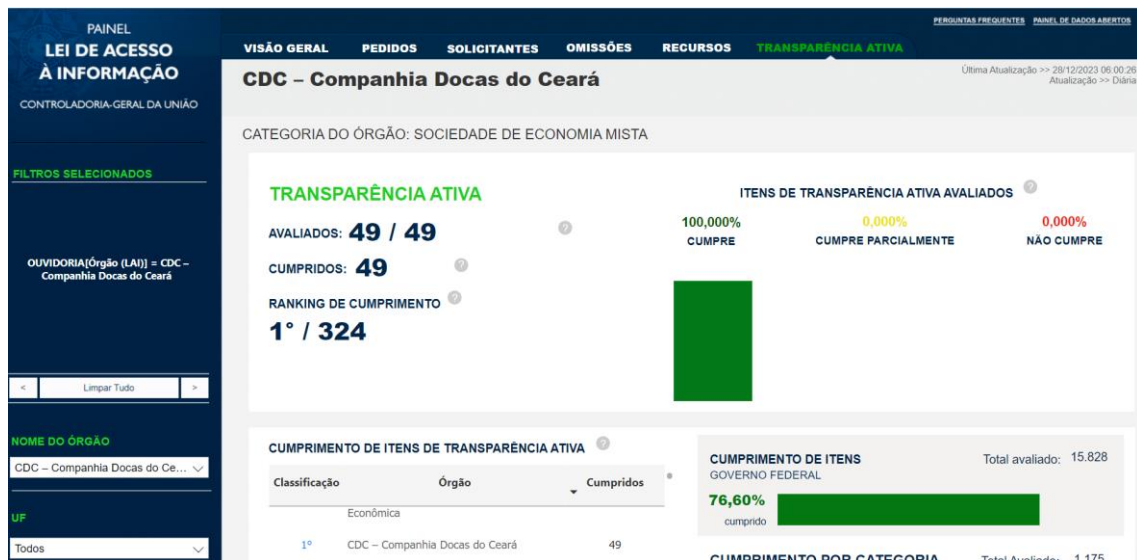 PAINEL
LEI DE ACESSO
À INFORMAÇÃO
CONTROLADORIA-GERAL DA UNIÃO
FILTROS SELECIONADOS
OUVIDORIA[Órgão (LAI)] = CDC –
Companhia Docas do Ceará
< Limpar Tudo >
NOME DO ÓRGÃO
CDC – Companhia Docas do Ce...
UF
Todos
PERGUNTAS FREQUENTES PAINEL DE DADOS ABERTOS
VISÃO GERAL PEDIDOS SOLICITANTES OMISSÕES RECURSOS TRANSPARÊNCIA ATIVA
CDC – Companhia Docas do Ceará
Última Atualização >> 28/12/2023 06:00:26
Atualização >> Diária
CATEGORIA DO ÓRGÃO: SOCIEDADE DE ECONOMIA MISTA
TRANSPARÊNCIA ATIVA
AVALIADOS: 49 / 49 ?
CUMPRIDOS: 49 ?
RANKING DE CUMPRIMENTO ?
1° / 324
ITENS DE TRANSPARÊNCIA ATIVA AVALIADOS ?
100,000% 0,000% 0,000%
CUMPRE CUMPRE PARCIALMENTE NÃO CUMPRE
CUMPRIMENTO DE ITENS DE TRANSPARÊNCIA ATIVA ?
Classificação Órgão Cumpridos
Econômica
1º CDC – Companhia Docas do Ceará 49
CUMPRIMENTO DE ITENS Total avaliado: 15.828
GOVERNO FEDERAL
76,60%
cumprido
CUMPRIMENTO POR CATEGORIA Total Avaliado: 1.175